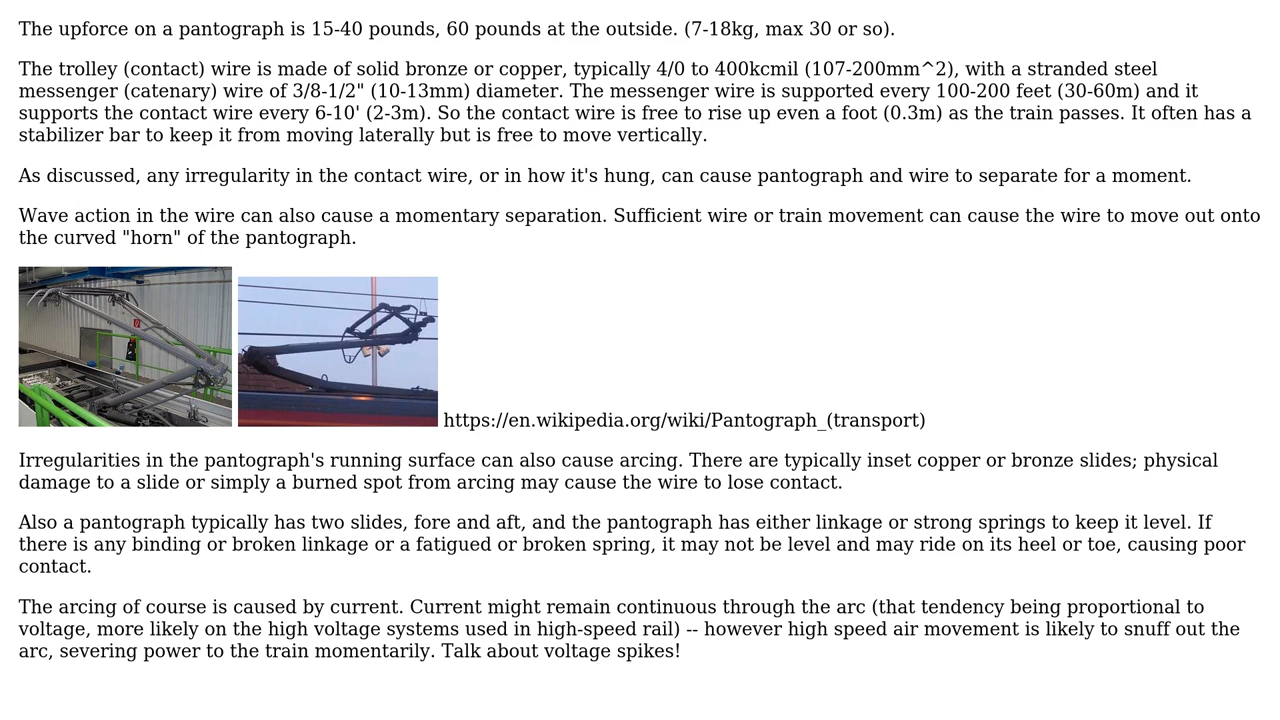 The upforce on a pantograph is 15-40 pounds, 60 pounds at the outside. (7-18kg, max 30 or so).
The trolley (contact) wire is made of solid bronze or copper, typically 4/0 to 400kcmil (107-200mm^2), with a stranded steel
messenger (catenary) wire of 3/8-1/2" (10-13mm) diameter. The messenger wire is supported every 100-200 feet (30-60m) and it
supports the contact wire every 6-10' (2-3m). So the contact wire is free to rise up even a foot (0.3m) as the train passes. It often has a
stabilizer bar to keep it from moving laterally but is free to move vertically.
As discussed, any irregularity in the contact wire, or in how it's hung, can cause pantograph and wire to separate for a moment.
Wave action in the wire can also cause a momentary separation. Sufficient wire or train movement can cause the wire to move out onto
the curved "horn" of the pantograph.
https://en.wikipedia.org/wiki/Pantograph_(transport)
Irregularities in the pantograph's running surface can also cause arcing. There are typically inset copper or bronze slides; physical
damage to a slide or simply a burned spot from arcing may cause the wire to lose contact.
Also a pantograph typically has two slides, fore and aft, and the pantograph has either linkage or strong springs to keep it level. If
there is any binding or broken linkage or a fatigued or broken spring, it may not be level and may ride on its heel or toe, causing poor
contact.
The arcing of course is caused by current. Current might remain continuous through the arc (that tendency being proportional to
voltage, more likely on the high voltage systems used in high-speed rail) -- however high speed air movement is likely to snuff out the
arc, severing power to the train momentarily. Talk about voltage spikes!